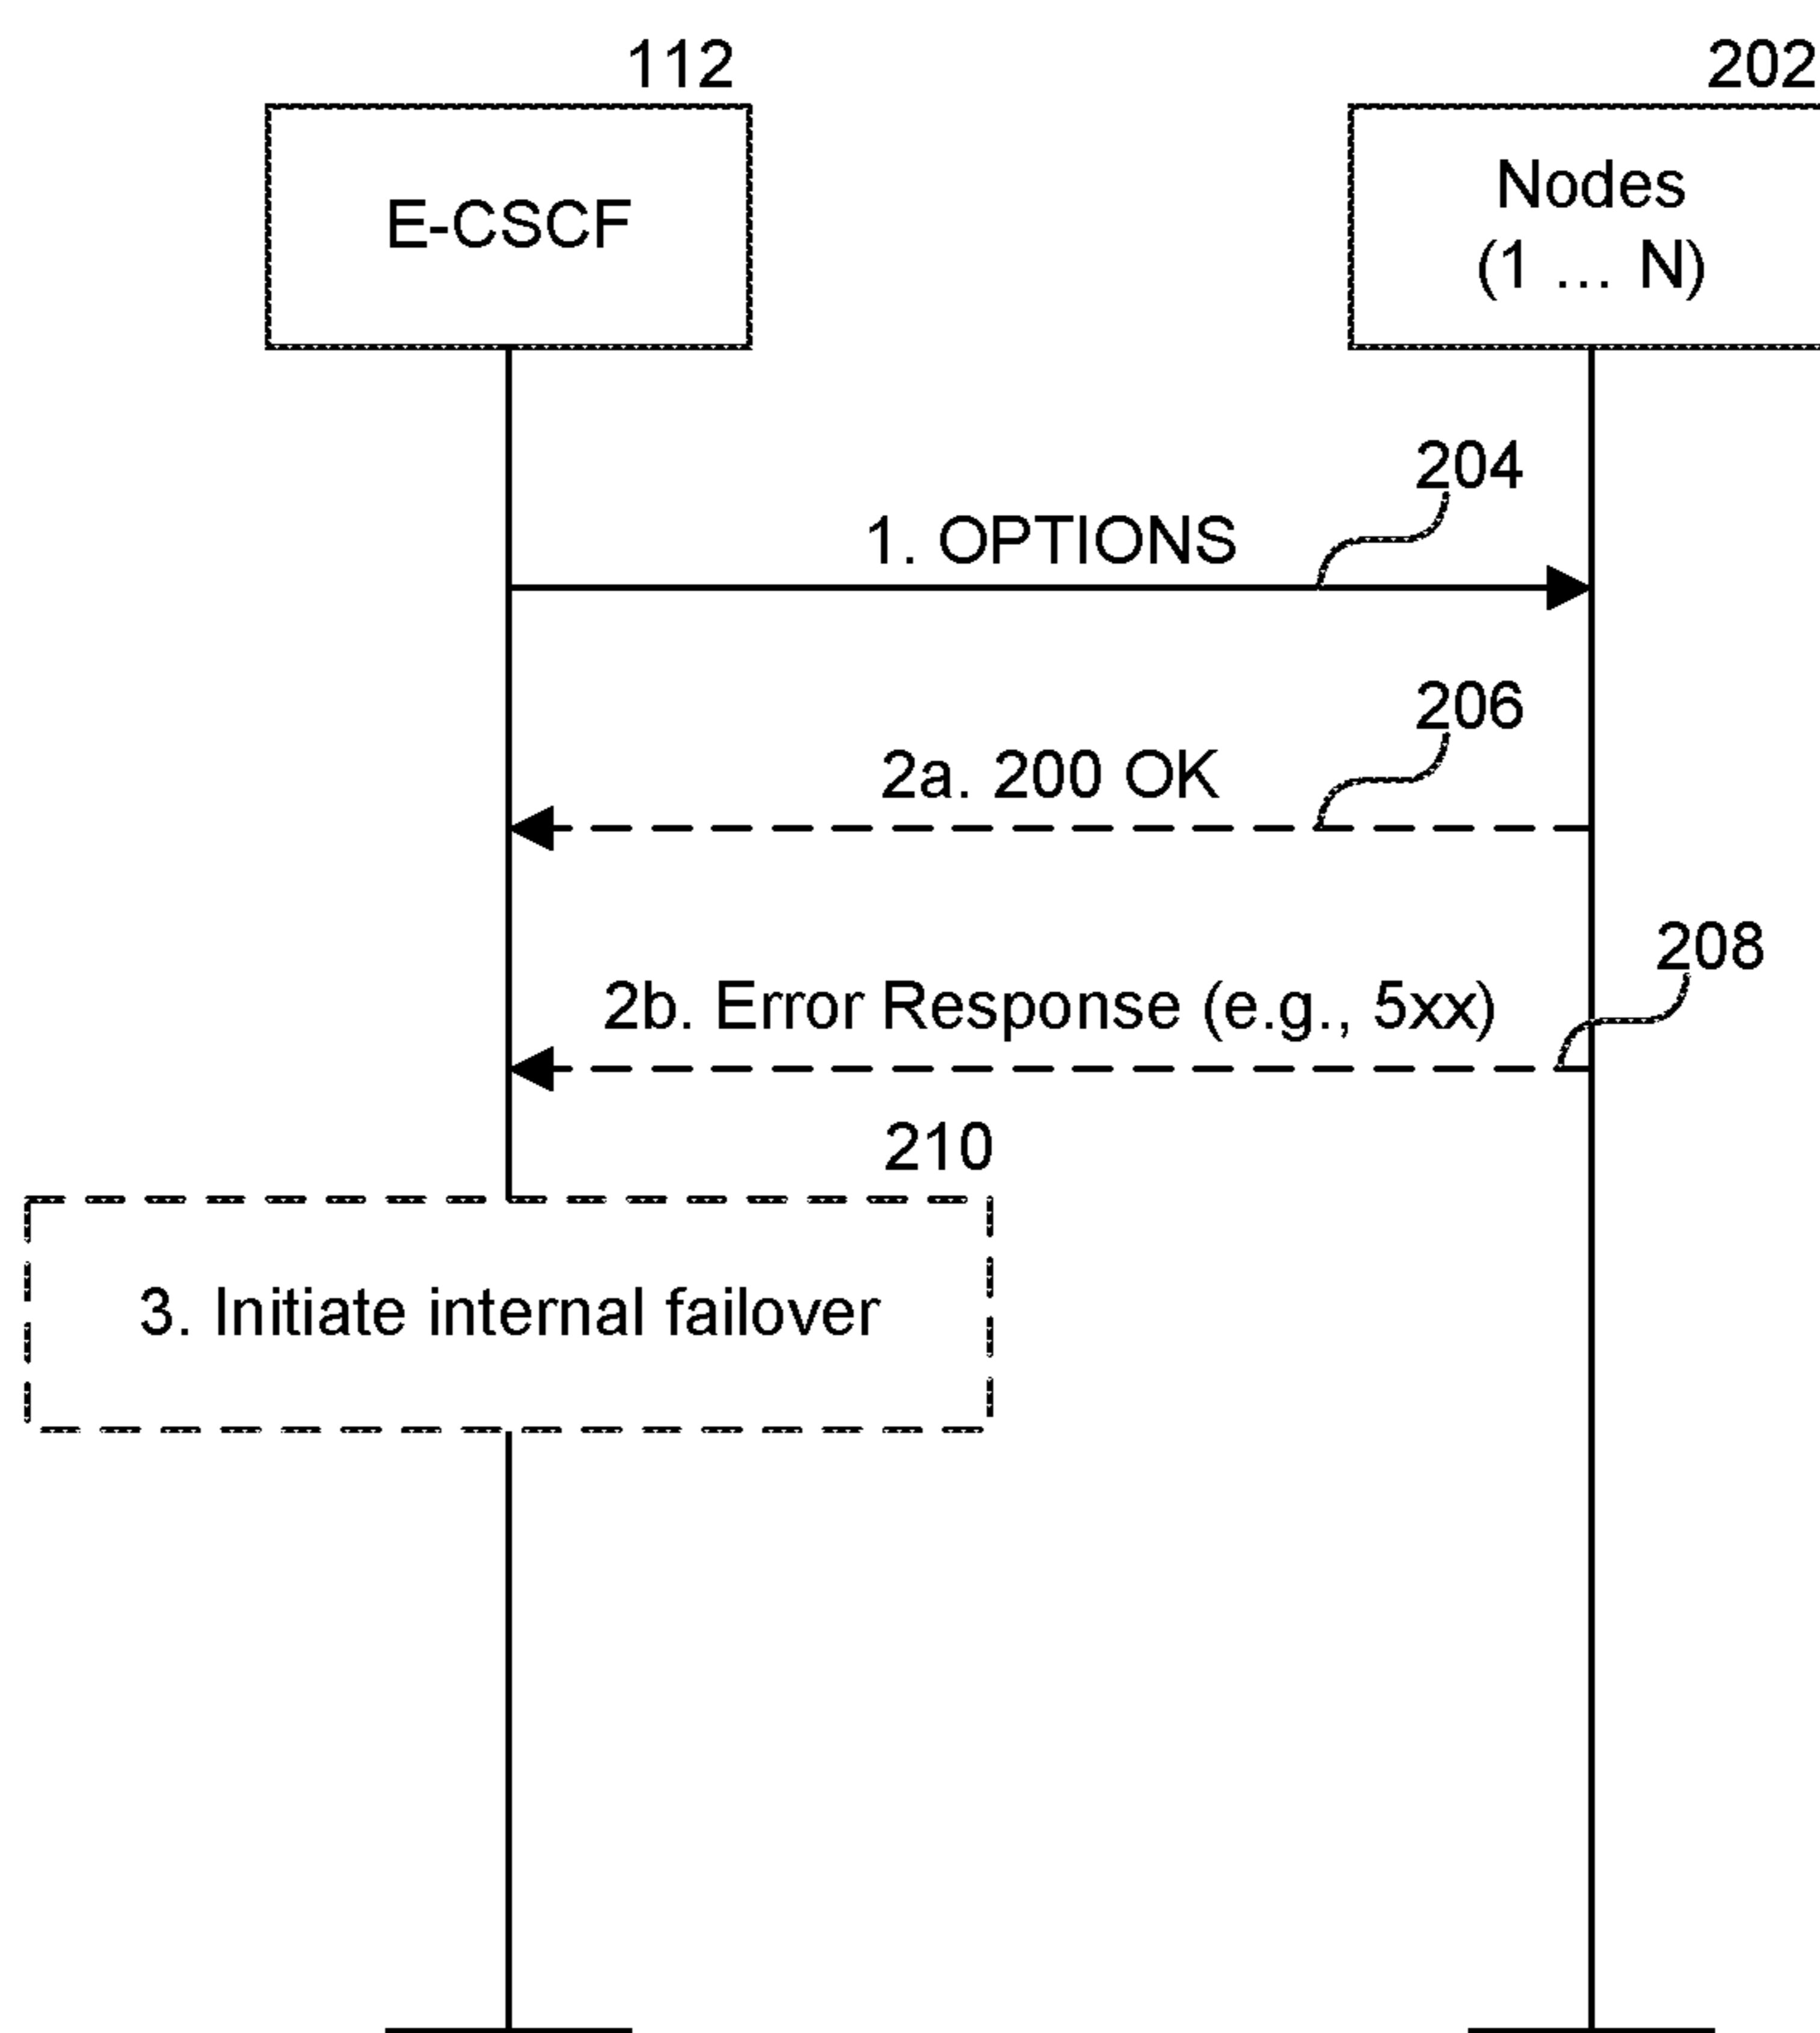 112
202
E-CSCF
Nodes
(1 ... N)
204
1. OPTIONS
206
2a. 200 OK
208
2b. Error Response (e.g., 5xx)
210
3. Initiate internal failover